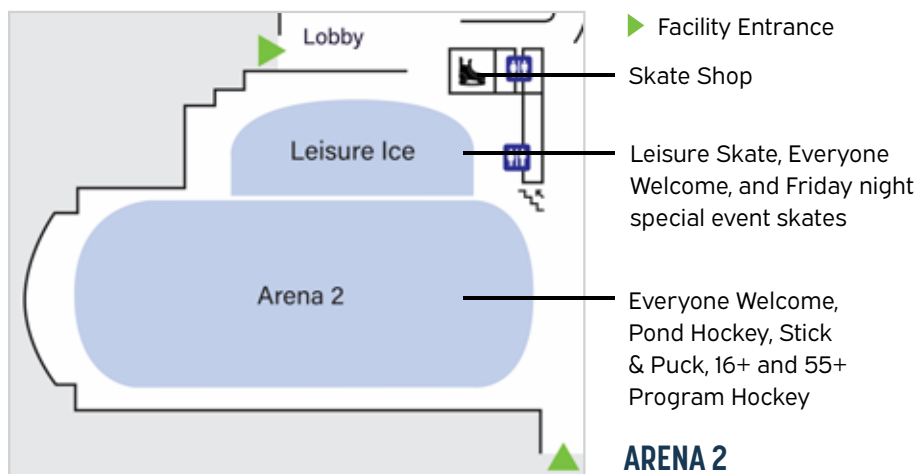 Lobby
Facility Entrance
Skate Shop
Leisure Ice
Leisure Skate, Everyone
Welcome, and Friday night
special event skates
Arena 2
Everyone Welcome,
Pond Hockey, Stick
& Puck, 16+ and 55+
Program Hockey
ARENA 2